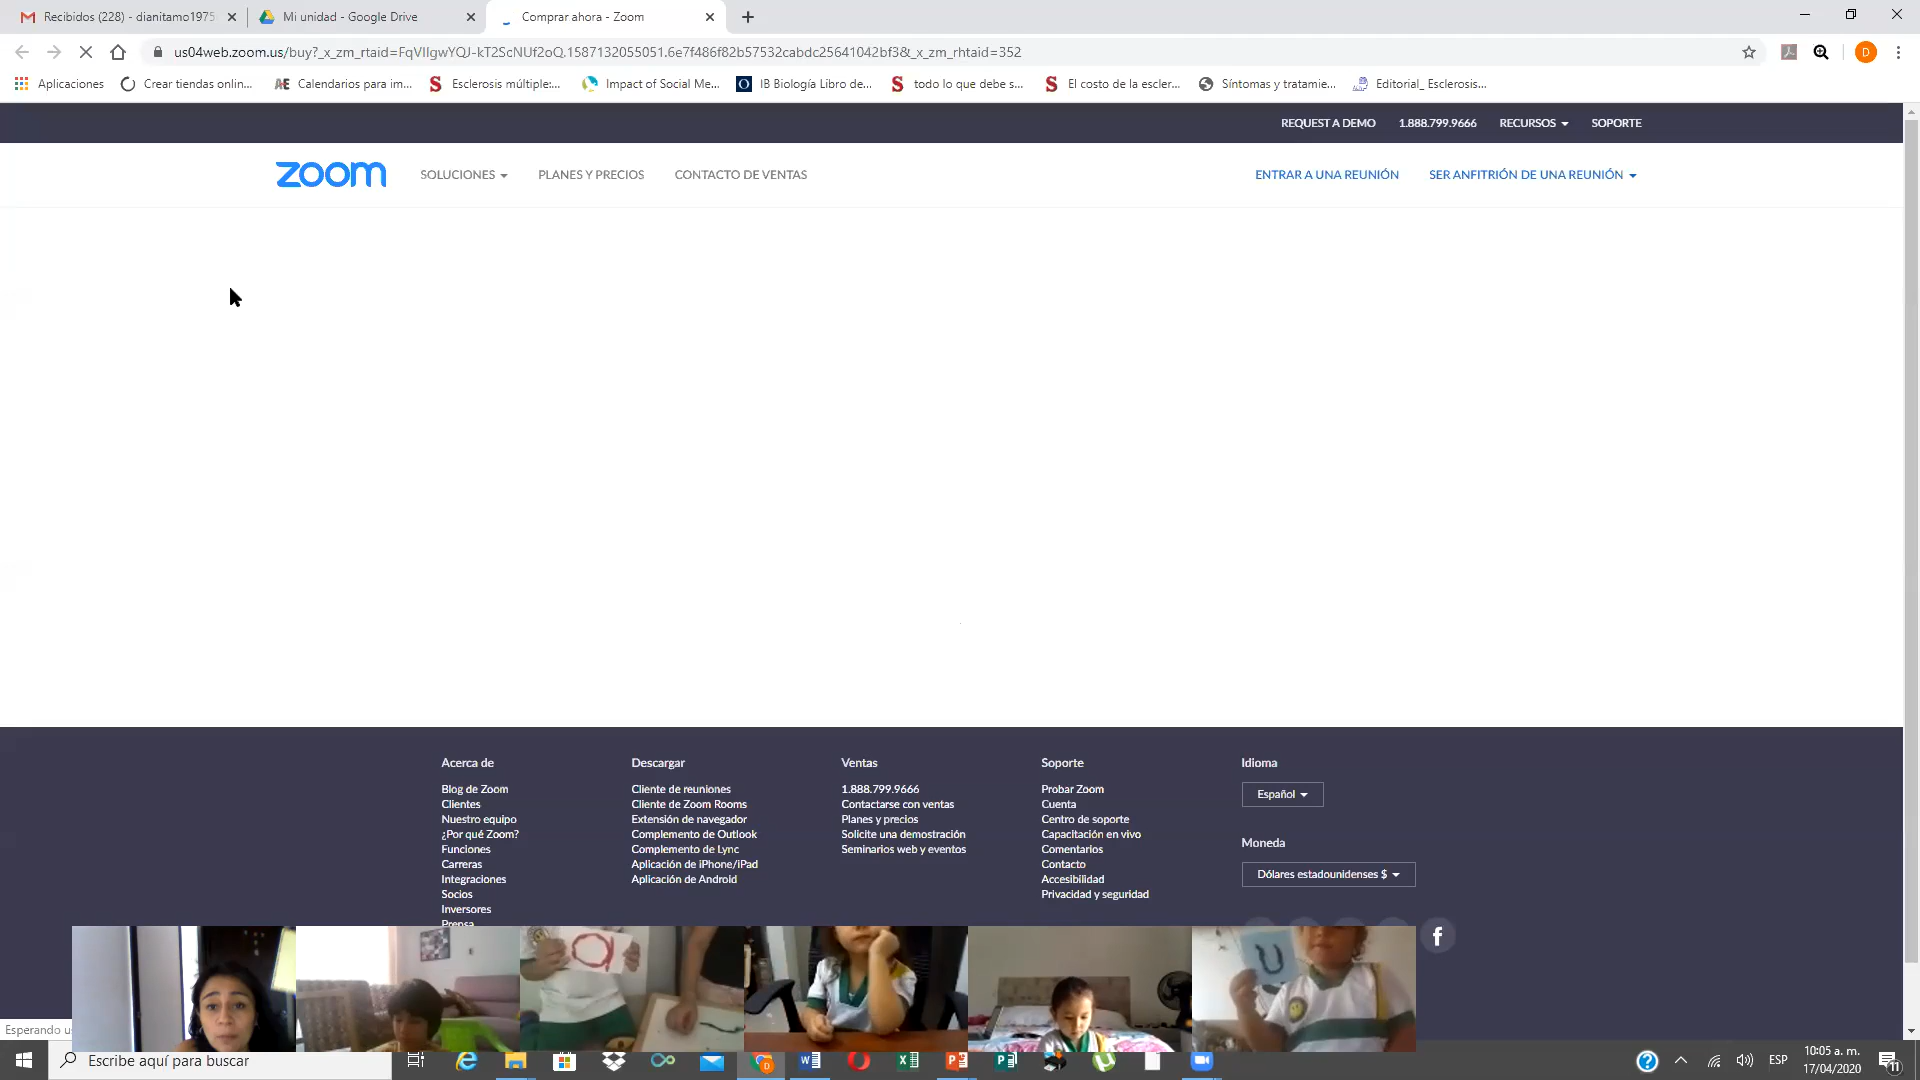 Recibidos (228) - dianitamo1975
Mi unidad - Google Drive
Comprar ahora - Zoom
us04web.zoom.us/buy?_x_zm_rtaid=FqVlIgwYQJ-kT2ScNUf2oQ.1587132055051.6e7f486f82b57532cabdc25641042bf3&_x_zm_rhtaid=352
D
Aplicaciones
Crear tiendas onlin...
Æ Calendarios para im...
S Esclerosis múltiple:...
Impact of Social Me...
IB Biología Libro de...
S todo lo que debe s...
S El costo de la escler...
Síntomas y tratamie...
Editorial_ Esclerosis...
REQUEST A DEMO
1.888.799.9666
RECURSOS
SOPORTE
zoom
SOLUCIONES
PLANES Y PRECIOS
CONTACTO DE VENTAS
ENTRAR A UNA REUNIÓN
SER ANFITRIÓN DE UNA REUNIÓN
Acerca de
Blog de Zoom
Clientes
Nuestro equipo
¿Por qué Zoom?
Funciones
Carreras
Integraciones
Socios
Inversores
Prensa
Descargar
Cliente de reuniones
Cliente de Zoom Rooms
Extensión de navegador
Complemento de Outlook
Complemento de Lync
Aplicación de iPhone/iPad
Aplicación de Android
Ventas
1.888.799.9666
Contactarse con ventas
Planes y precios
Solicite una demostración
Seminarios web y eventos
Soporte
Probar Zoom
Cuenta
Centro de soporte
Capacitación en vivo
Comentarios
Contacto
Accesibilidad
Privacidad y seguridad
Idioma
Español
Moneda
Dólares estadounidenses $
a
u
Esperando
Escribe aquí para buscar
ESP
10:05 a. m.
17/04/2020
11